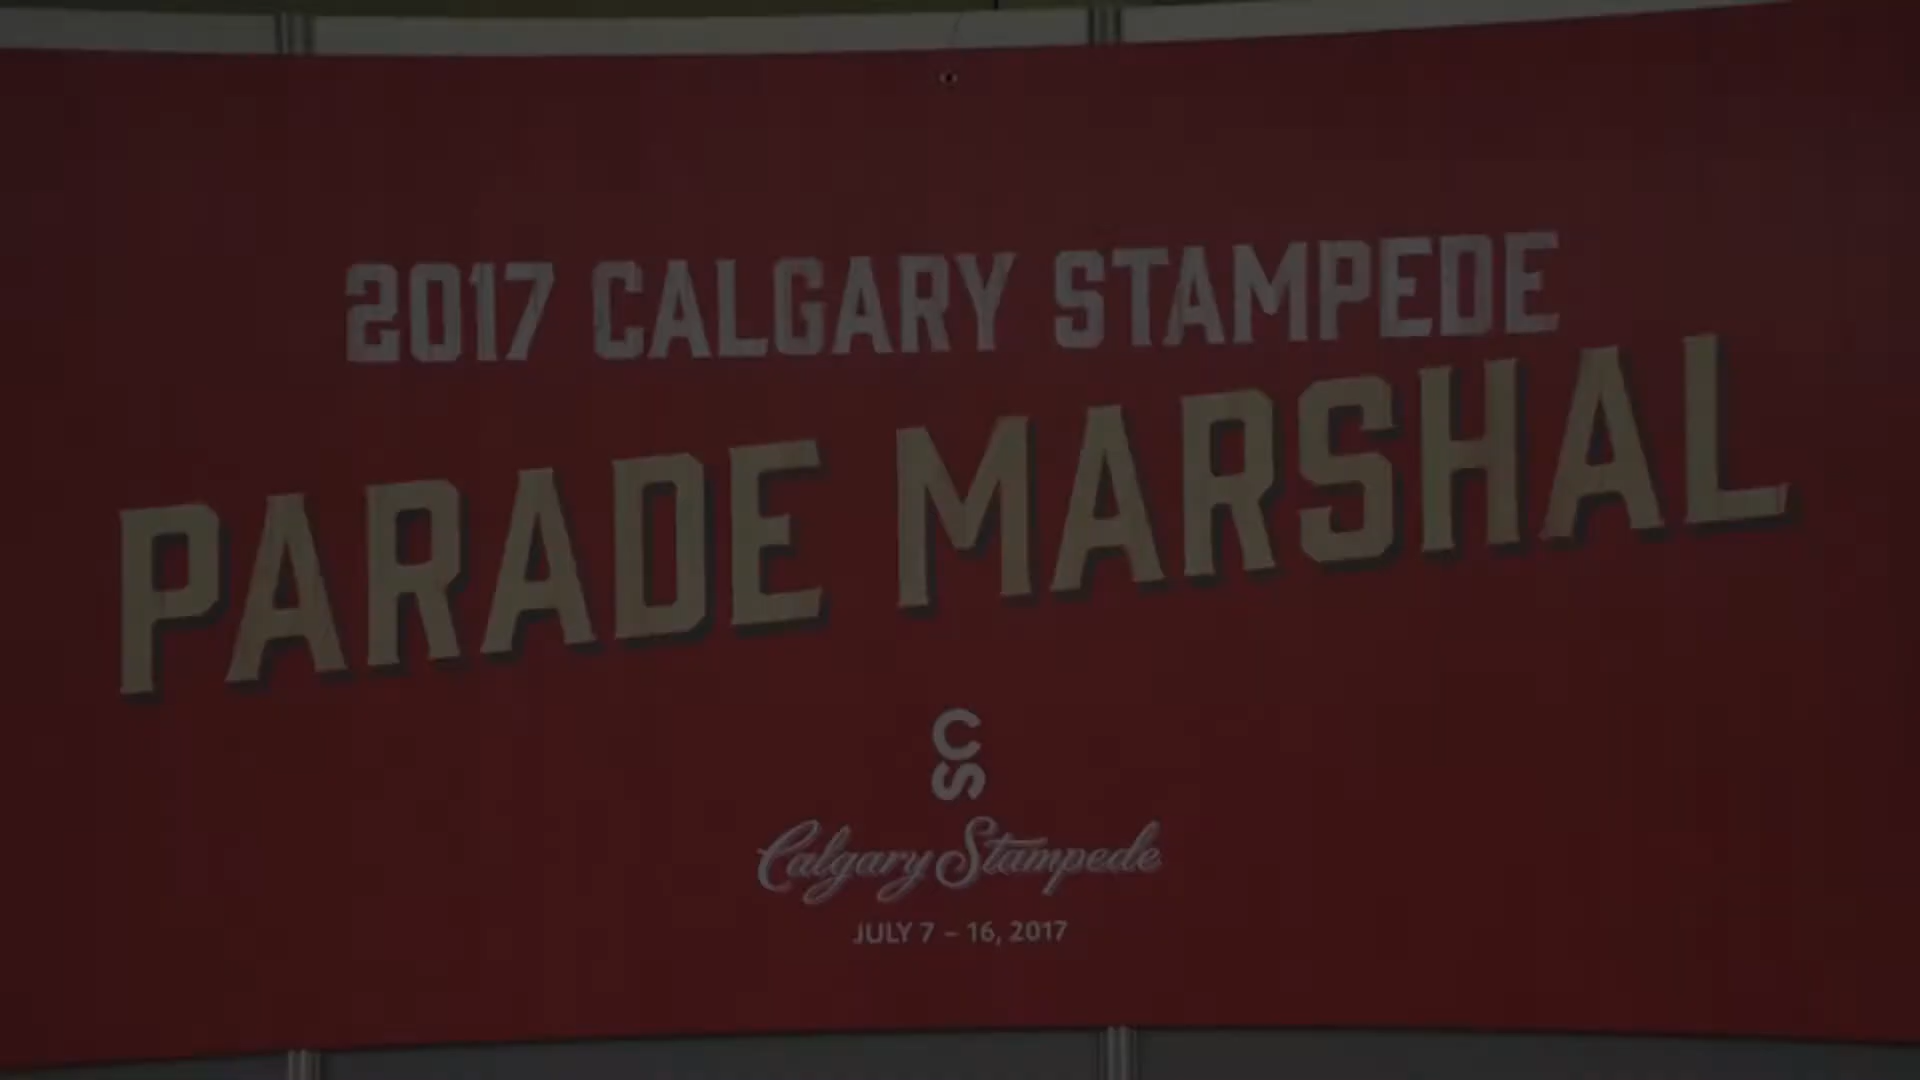 2017 CALGARY STAMPEDE
PARADE MARSHAL
CS
Calgary Stampede
JULY 7 – 16, 2017